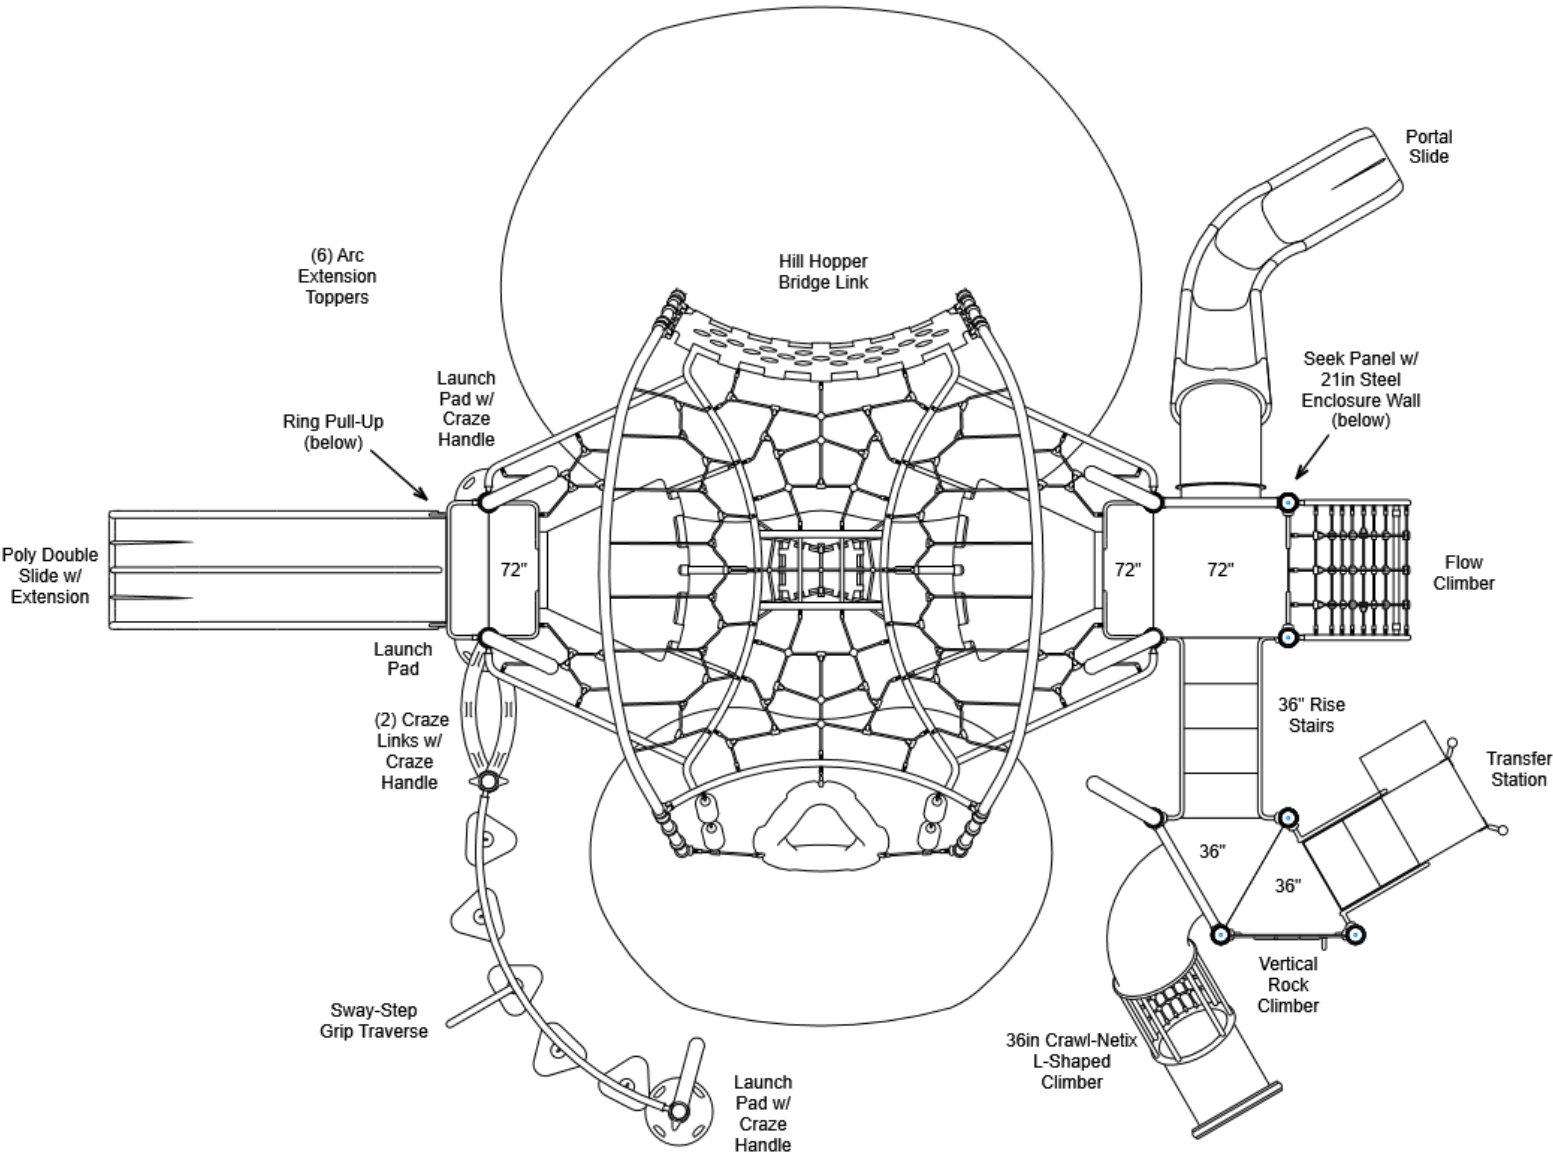 Portal
Slide
(6) Arc
Extension
Toppers
Hill Hopper
Bridge Link
Seek Panel w/
21in Steel
Enclosure Wall
(below)
Launch
Pad w/
Craze
Handle
Ring Pull-Up
(below)
Poly Double
Slide w/
Extension
72"
72"
72"
Flow
Climber
Launch
Pad
(2) Craze
Links w/
Craze
Handle
36" Rise
Stairs
Transfer
Station
36"
36"
Vertical
Rock
Climber
Sway-Step
Grip Traverse
36in Crawl-Netix
L-Shaped
Climber
Launch
Pad w/
Craze
Handle